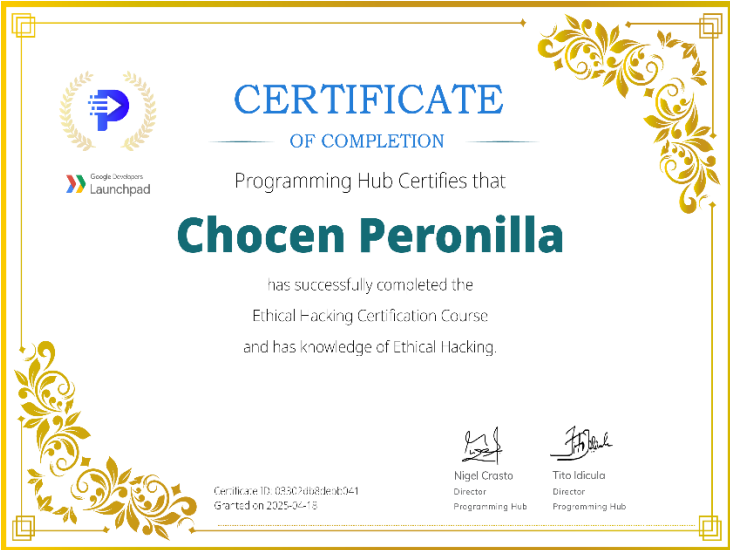 CERTIFICATE
OF COMPLETION
Google Developers
Launchpad
Programming Hub Certifies that
Chocen Peronilla
has successfully completed the
Ethical Hacking Certification Course
and has knowledge of Ethical Hacking.
Nigel Crasto
Tito Idicula
Director
Director
Programming Hub
Programming Hub
Certificate ID:
Granted on 2025-04-18